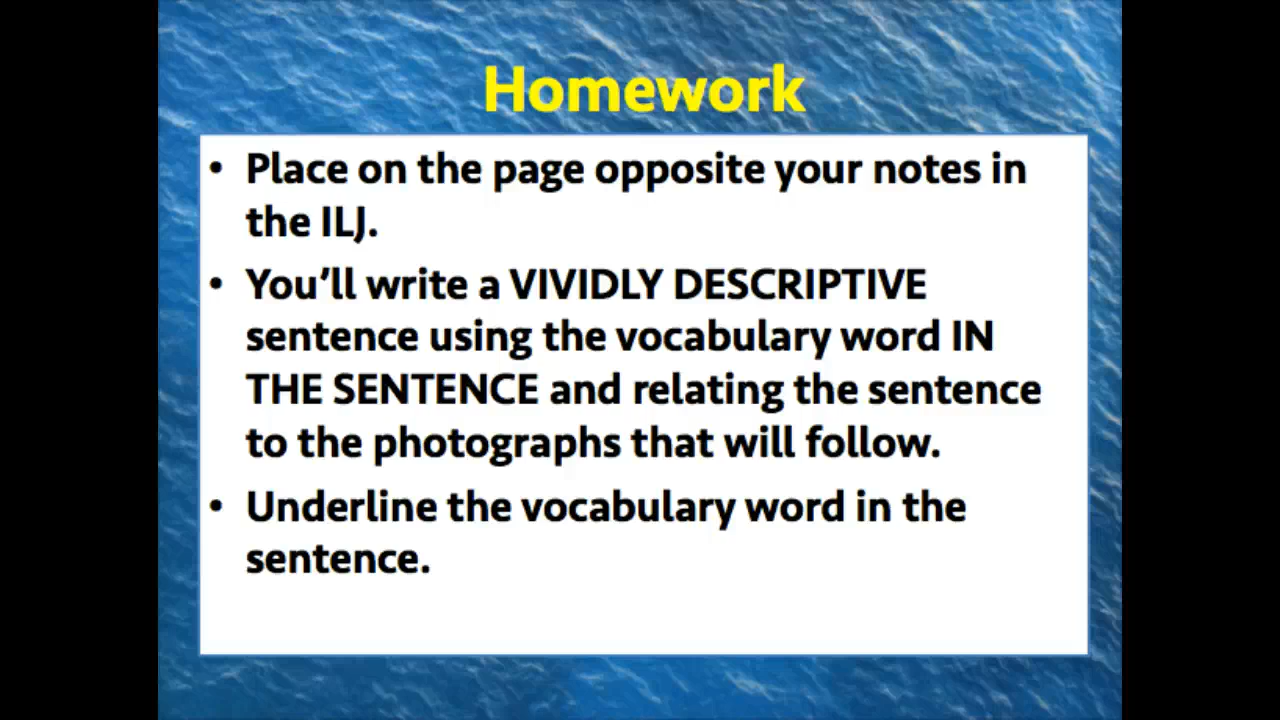 Homework
• Place on the page opposite your notes in
the ILJ.
• You’ll write a VIVIDLY DESCRIPTIVE
sentence using the vocabulary word IN
THE SENTENCE and relating the sentence
to the photographs that will follow.
• Underline the vocabulary word in the
sentence.